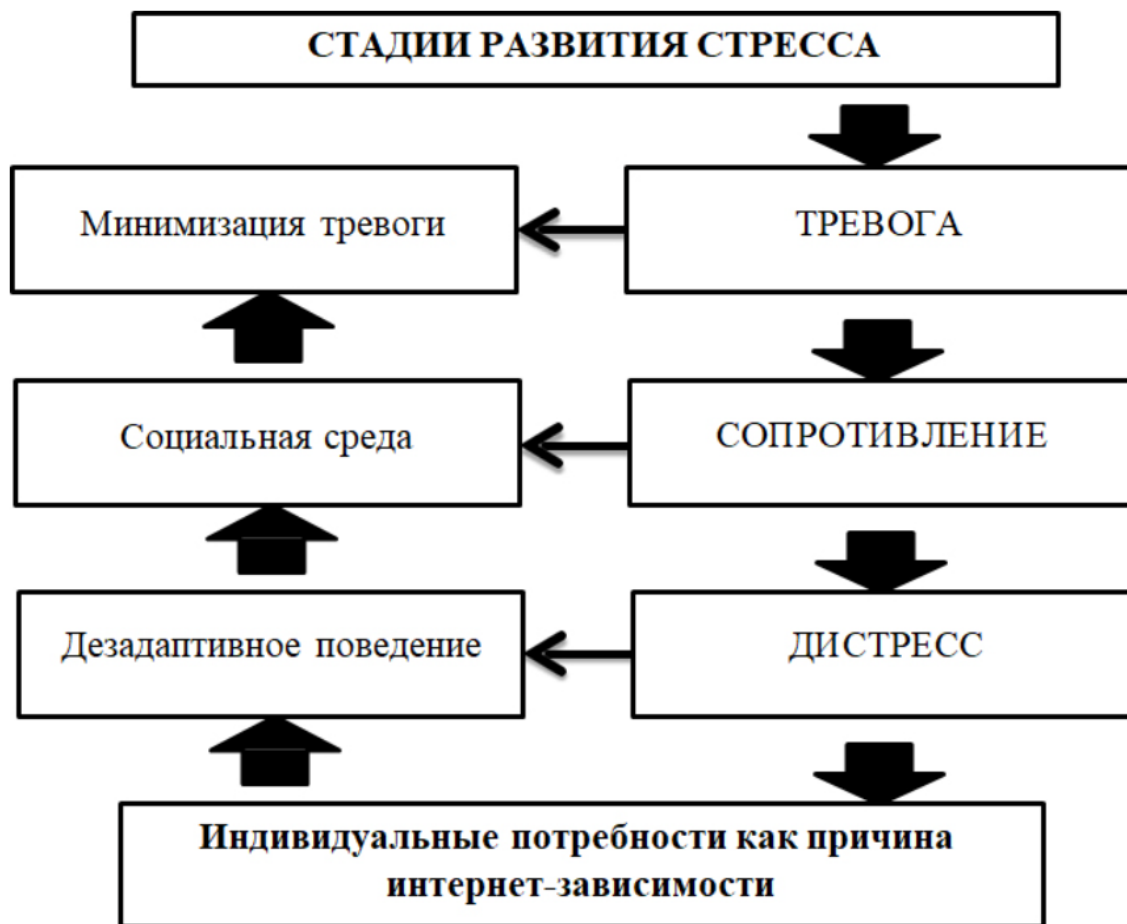 СТАДИИ РАЗВИТИЯ СТРЕССА
Минимизация тревоги
ТРЕВОГА
Социальная среда
СОПРОТИВЛЕНИЕ
Дезадаптивное поведение
ДИСТРЕСС
Индивидуальные потребности как причина
интернет-зависимости